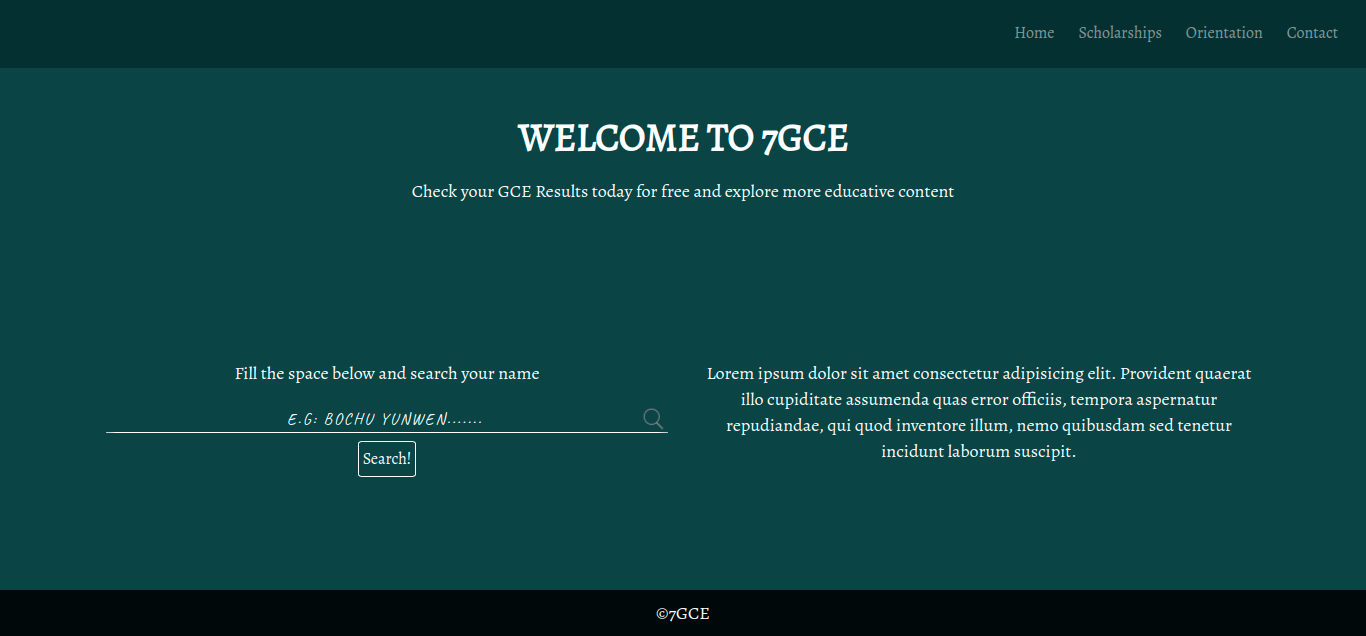 Home Scholarships Orientation Contact
WELCOME TO 7GCE
Check your GCE Results today for free and explore more educative content
Fill the space below and search your name
E.G: BOCHU YUNWEN.......
Search!
Lorem ipsum dolor sit amet consectetur adipisicing elit. Provident quaerat
illo cupiditate assumenda quas error officiis, tempora aspernatur
repudiandae, qui quod inventore illum, nemo quibusdam sed tenetur
incidunt laborum suscipit.
©7GCE